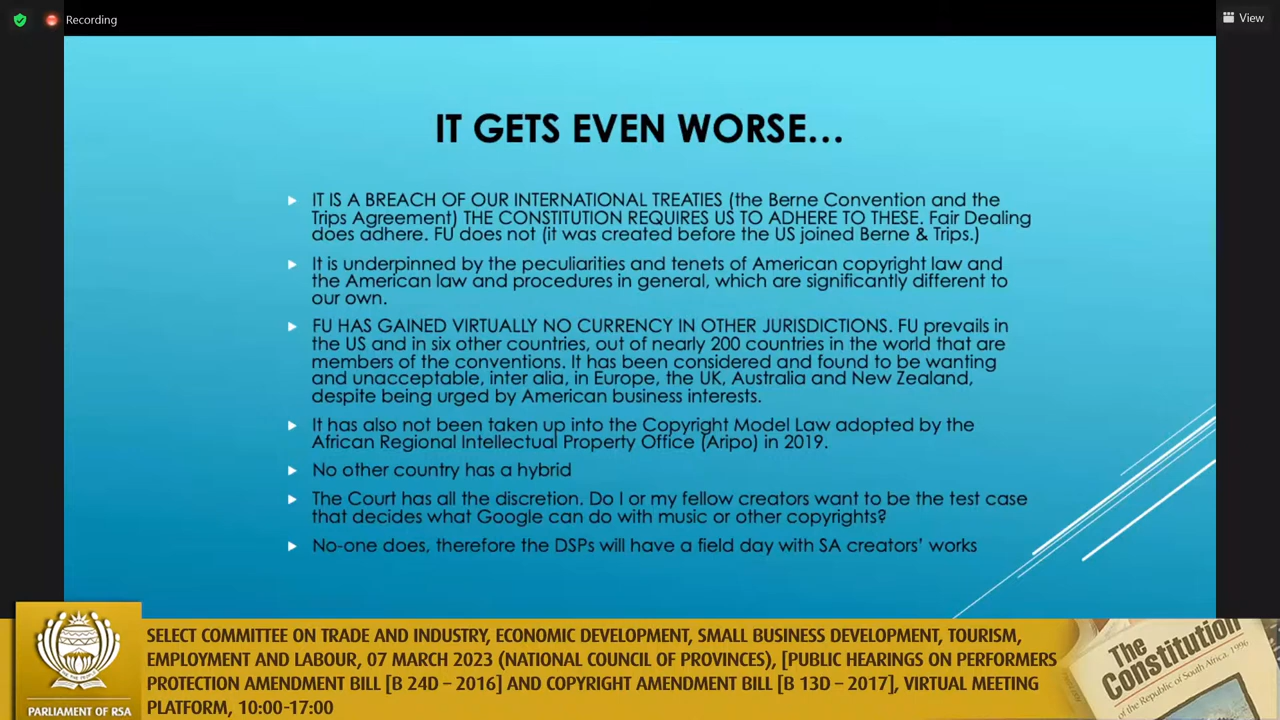 Recording
View
IT GETS EVEN WORSE…
IT IS A BREACH OF OUR INTERNATIONAL TREATIES (the Berne Convention and the
Trips Agreement) THE CONSTITUTION REQUIRES US TO ADHERE TO THESE. Fair Dealing
does adhere. FU does not (it was created before the US joined Berne & Trips.)
It is underpinned by the peculiarities and tenets of American copyright law and
the American law and procedures in general, which are significantly different to
our own.
FU HAS GAINED VIRTUALLY NO CURRENCY IN OTHER JURISDICTIONS. FU prevails in
the US and in six other countries, out of nearly 200 countries in the world that are
members of the conventions. It has been considered and found to be wanting
and unacceptable, inter alia, in Europe, the UK, Australia and New Zealand,
despite being urged by American business interests.
It has also not been taken up into the Copyright Model Law adopted by the
African Regional Intellectual Property Office (Aripo) in 2019.
No other country has a hybrid
The Court has all the discretion. Do I or my fellow creators want to be the test case
that decides what Google can do with music or other copyrights?
No-one does, therefore the DSPs will have a field day with SA creators' works
SELECT COMMITTEE ON TRADE AND INDUSTRY, ECONOMIC DEVELOPMENT, SMALL BUSINESS DEVELOPMENT, TOURISM,
EMPLOYMENT AND LABOUR, 07 MARCH 2023 (NATIONAL COUNCIL OF PROVINCES), [PUBLIC HEARINGS ON PERFORMERS
PROTECTION AMENDMENT BILL [B 24D – 2016] AND COPYRIGHT AMENDMENT BILL [B 13D – 2017], VIRTUAL MEETING
PLATFORM, 10:00-17:00
PARLIAMENT OF RSA
The
Constitution
of the Republic of South Africa, 1996